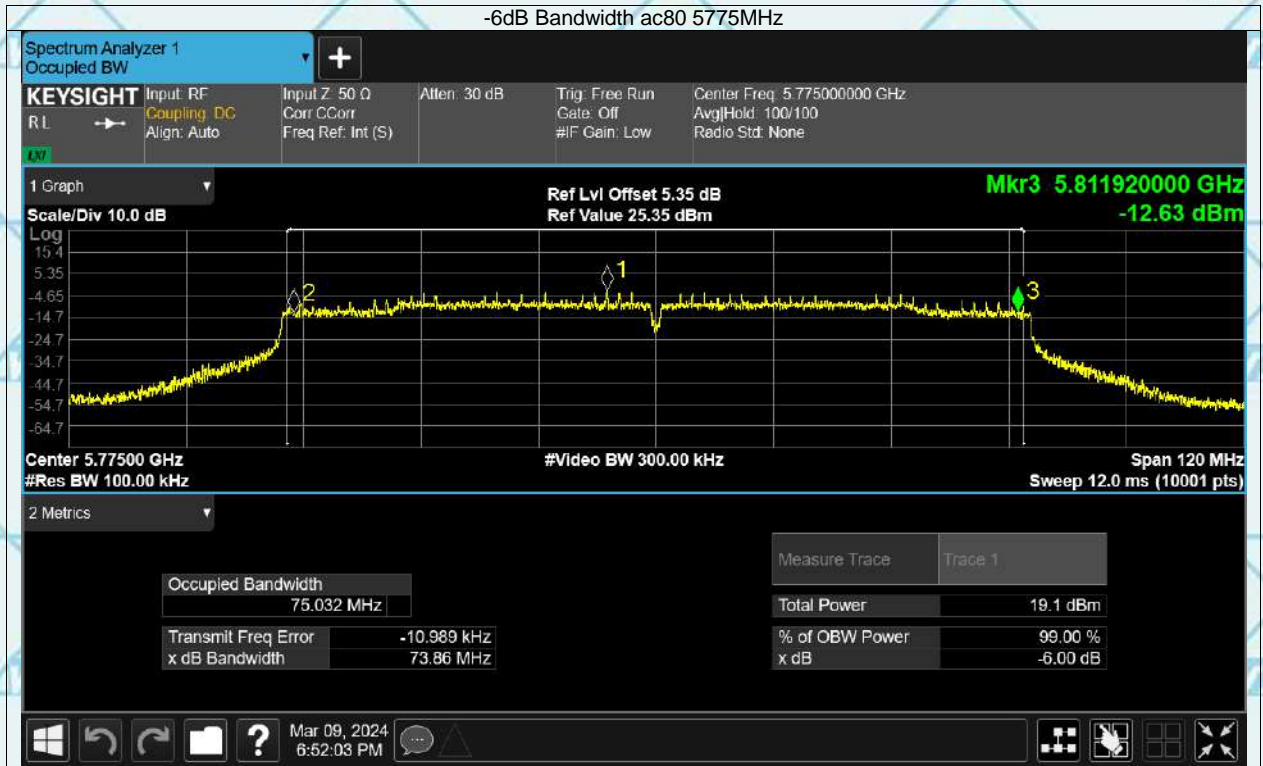 -6dB Bandwidth ac80 5775MHz
Spectrum Analyzer 1
Occupied BW
+
KEYSIGHT
R L
LXI
Input: RF
Coupling: DC
Align: Auto
Input Z: 50 Ω
Corr CCorr
Freq Ref: Int (S)
Atten: 30 dB
Trig: Free Run
Gate: Off
#IF Gain: Low
Center Freq: 5.775000000 GHz
Avg|Hold: 100/100
Radio Std: None
1 Graph
Scale/Div 10.0 dB
Ref Lvl Offset 5.35 dB
Ref Value 25.35 dBm
Mkr3 5.811920000 GHz
-12.63 dBm
Log
15.4
5.35
-4.65
-14.7
-24.7
-34.7
-44.7
-54.7
-64.7
1
2
3
Center 5.77500 GHz
#Res BW 100.00 kHz
#Video BW 300.00 kHz
Span 120 MHz
Sweep 12.0 ms (10001 pts)
2 Metrics
Occupied Bandwidth
75.032 MHz
Transmit Freq Error -10.989 kHz
x dB Bandwidth 73.86 MHz
Measure Trace Trace 1
Total Power 19.1 dBm
% of OBW Power 99.00 %
x dB -6.00 dB
?
Mar 09, 2024
6:52:03 PM